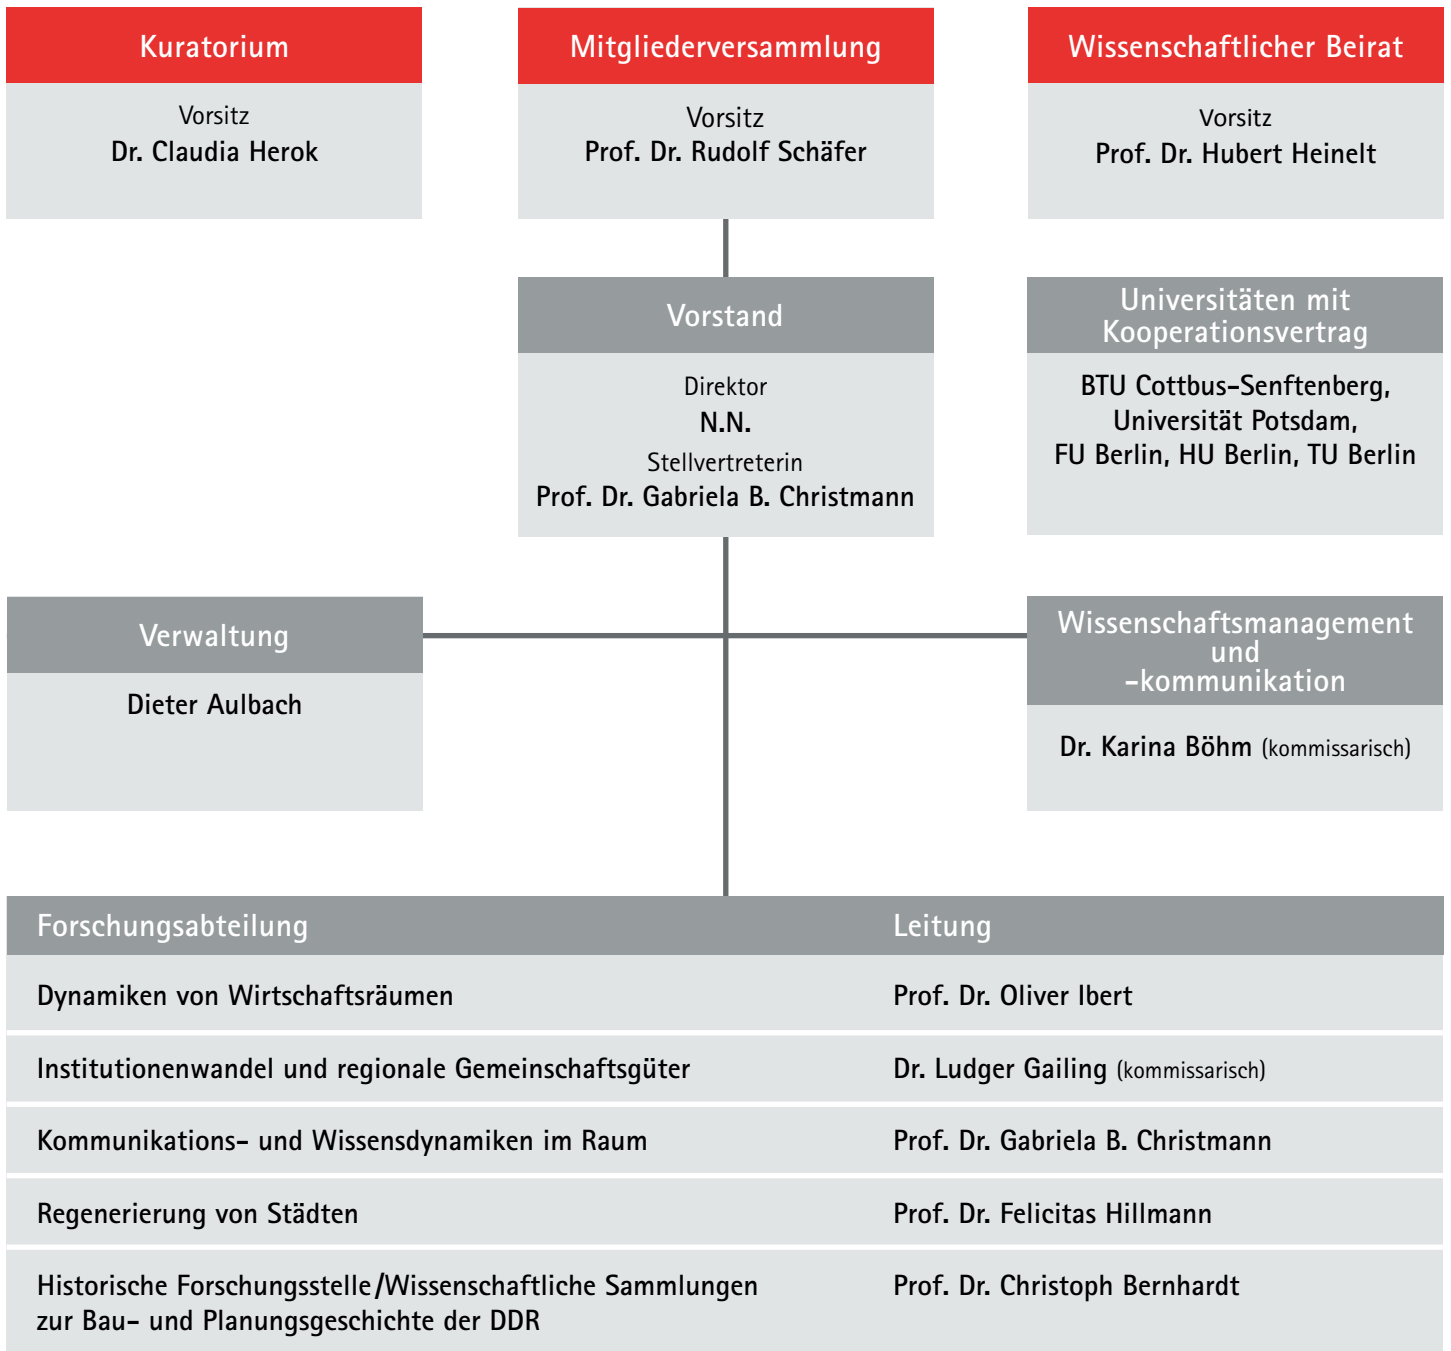 Kuratorium
Vorsitz
Dr. Claudia Herok
Mitgliederversammlung
Vorsitz
Prof. Dr. Rudolf Schäfer
Wissenschaftlicher Beirat
Vorsitz
Prof. Dr. Hubert Heinelt
Vorstand
Direktor
N.N.
Stellvertreterin
Prof. Dr. Gabriela B. Christmann
Universitäten mit
Kooperationsvertrag
BTU Cottbus-Senftenberg,
Universität Potsdam,
FU Berlin, HU Berlin, TU Berlin
Verwaltung
Dieter Aulbach
Wissenschaftsmanagement
und
-kommunikation
Dr. Karina Böhm (kommissarisch)
Forschungsabteilung Leitung
Dynamiken von Wirtschaftsräumen Prof. Dr. Oliver Ibert
Institutionenwandel und regionale Gemeinschaftsgüter Dr. Ludger Gailing (kommissarisch)
Kommunikations- und Wissensdynamiken im Raum Prof. Dr. Gabriela B. Christmann
Regenerierung von Städten Prof. Dr. Felicitas Hillmann
Historische Forschungsstelle/Wissenschaftliche Sammlungen Prof. Dr. Christoph Bernhardt
zur Bau- und Planungsgeschichte der DDR